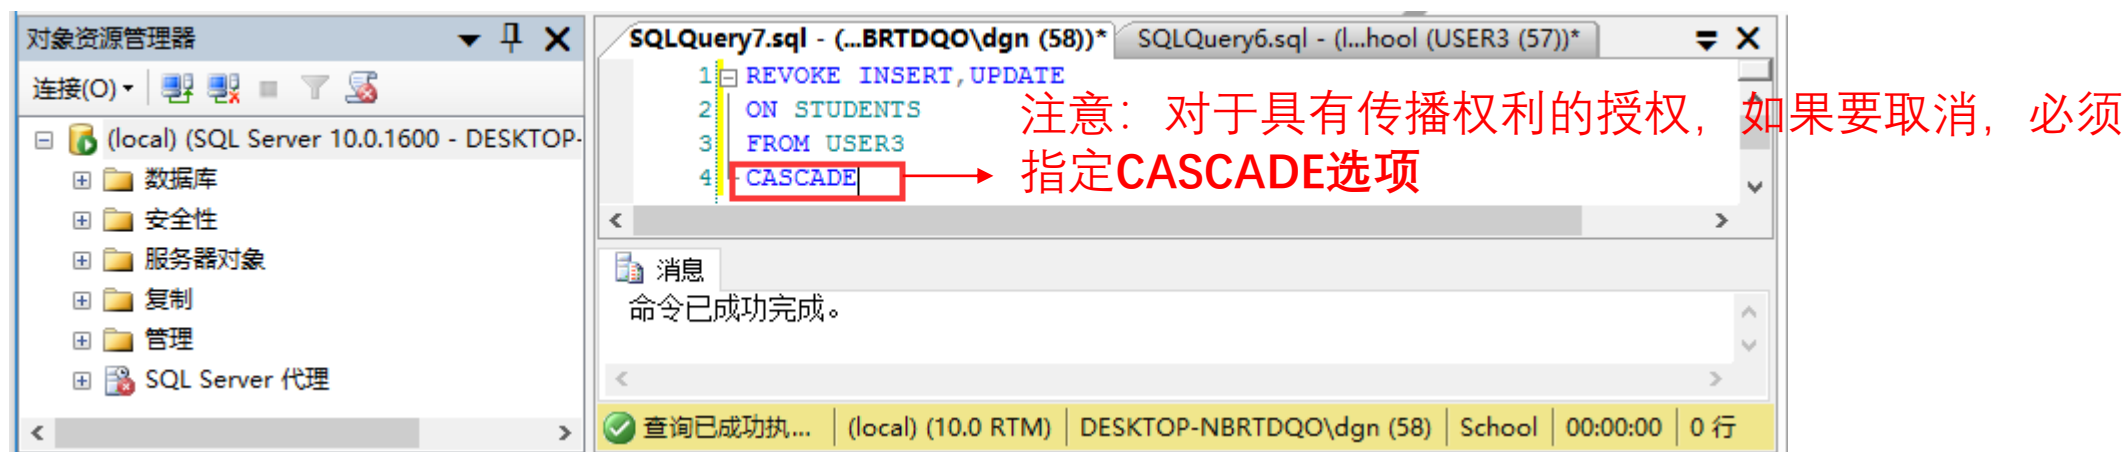 对象资源管理器
连接(O)
(local) (SQL Server 10.0.1600 - DESKTOP-
数据库
安全性
服务器对象
复制
管理
SQL Server 代理
SQLQuery7.sql - (...BRTDQO\dgn (58))*
SQLQuery6.sql - (l...hool (USER3 (57))*
1 REVOKE INSERT,UPDATE
2 ON STUDENTS
3 FROM USER3
4 CASCADE
注意：对于具有传播权利的授权，如果要取消，必须
指定CASCADE选项
消息
命令已成功完成。
查询已成功执... (local) (10.0 RTM) DESKTOP-NBRTDQO\dgn (58) School 00:00:00 0 行